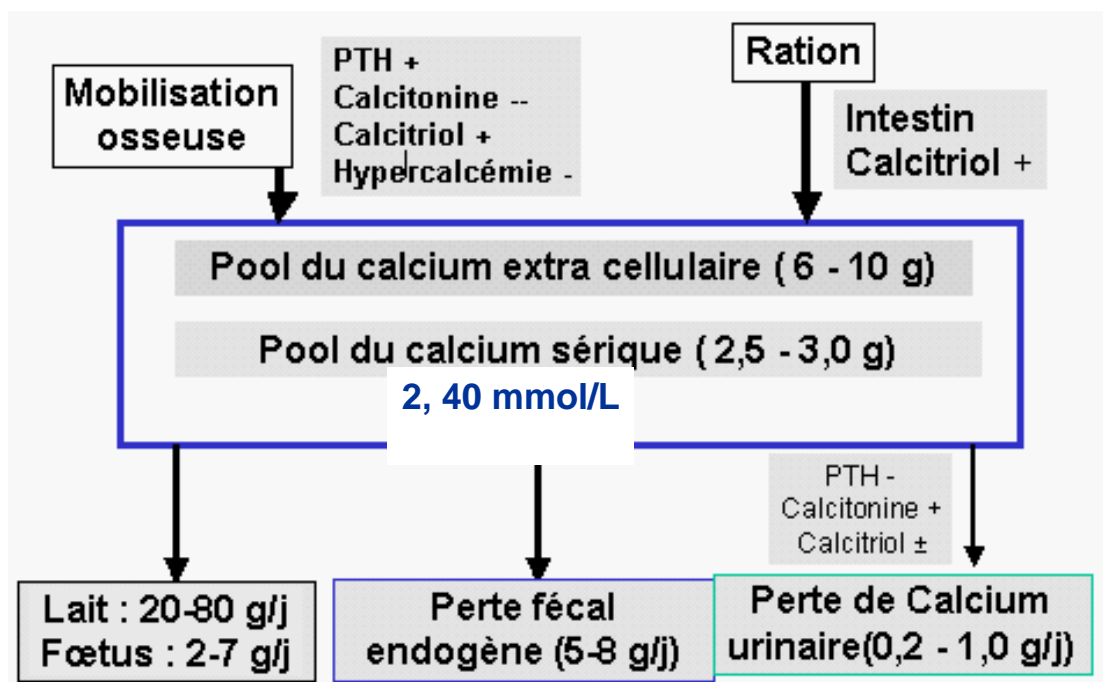 Mobilisation
osseuse
PTH +
Calcitonine --
Calcitriol +
Hypercalcémie -
Ration
Intestin
Calcitriol +
Pool du calcium extra cellulaire ( 6 - 10 g)
Pool du calcium sérique ( 2,5 - 3,0 g)
2, 40 mmol/L
PTH -
Calcitonine +
Calcitriol ±
Lait : 20-80 g/j
Fœtus : 2-7 g/j
Perte fécal
endogène (5-8 g/j)
Perte de Calcium
urinaire(0,2 - 1,0 g/j)